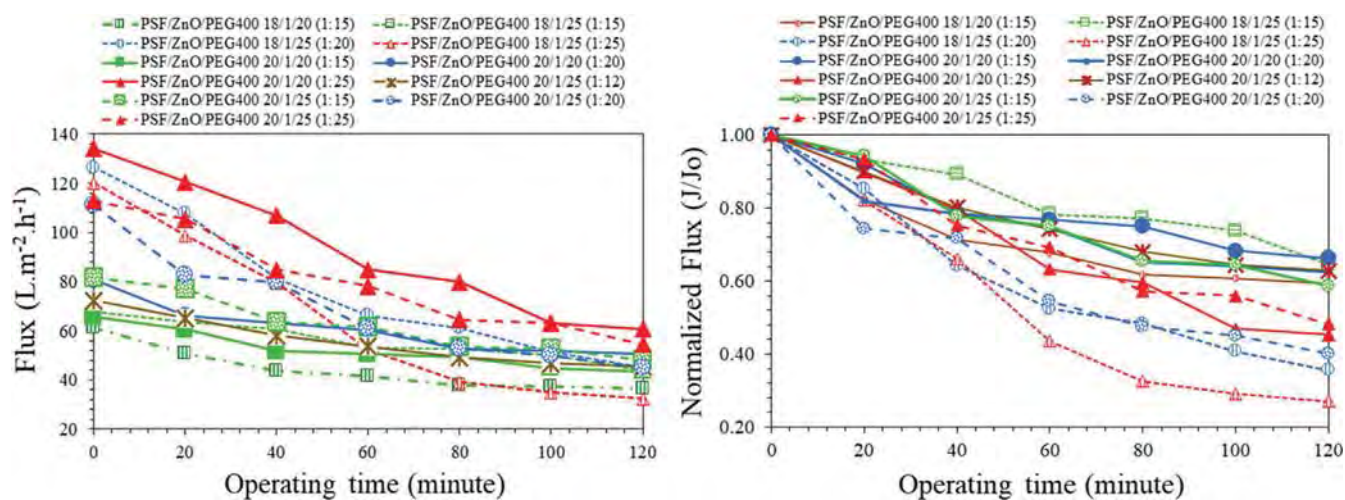 PSF/ZnO/PEG400 18/1/20 (1:15) PSF/ZnO/PEG400 18/1/25 (1:15)
PSF/ZnO/PEG400 18/1/25 (1:20) PSF/ZnO/PEG400 18/1/25 (1:25)
PSF/ZnO/PEG400 20/1/20 (1:15) PSF/ZnO/PEG400 20/1/20 (1:20)
PSF/ZnO/PEG400 20/1/20 (1:25) PSF/ZnO/PEG400 20/1/25 (1:12)
PSF/ZnO/PEG400 20/1/25 (1:15) PSF/ZnO/PEG400 20/1/25 (1:20)
PSF/ZnO/PEG400 20/1/25 (1:25)
140
120
100
80
60
40
20
Flux (L.m⁻².h⁻¹)
0 20 40 60 80 100 120
Operating time (minute)
PSF/ZnO/PEG400 18/1/20 (1:15) PSF/ZnO/PEG400 18/1/25 (1:15)
PSF/ZnO/PEG400 18/1/25 (1:20) PSF/ZnO/PEG400 18/1/25 (1:25)
PSF/ZnO/PEG400 20/1/20 (1:15) PSF/ZnO/PEG400 20/1/20 (1:20)
PSF/ZnO/PEG400 20/1/20 (1:25) PSF/ZnO/PEG400 20/1/25 (1:12)
PSF/ZnO/PEG400 20/1/25 (1:15) PSF/ZnO/PEG400 20/1/25 (1:20)
PSF/ZnO/PEG400 20/1/25 (1:25)
1.00
0.80
0.60
0.40
0.20
Normalized Flux (J/Jo)
0 20 40 60 80 100 120
Operating time (minute)